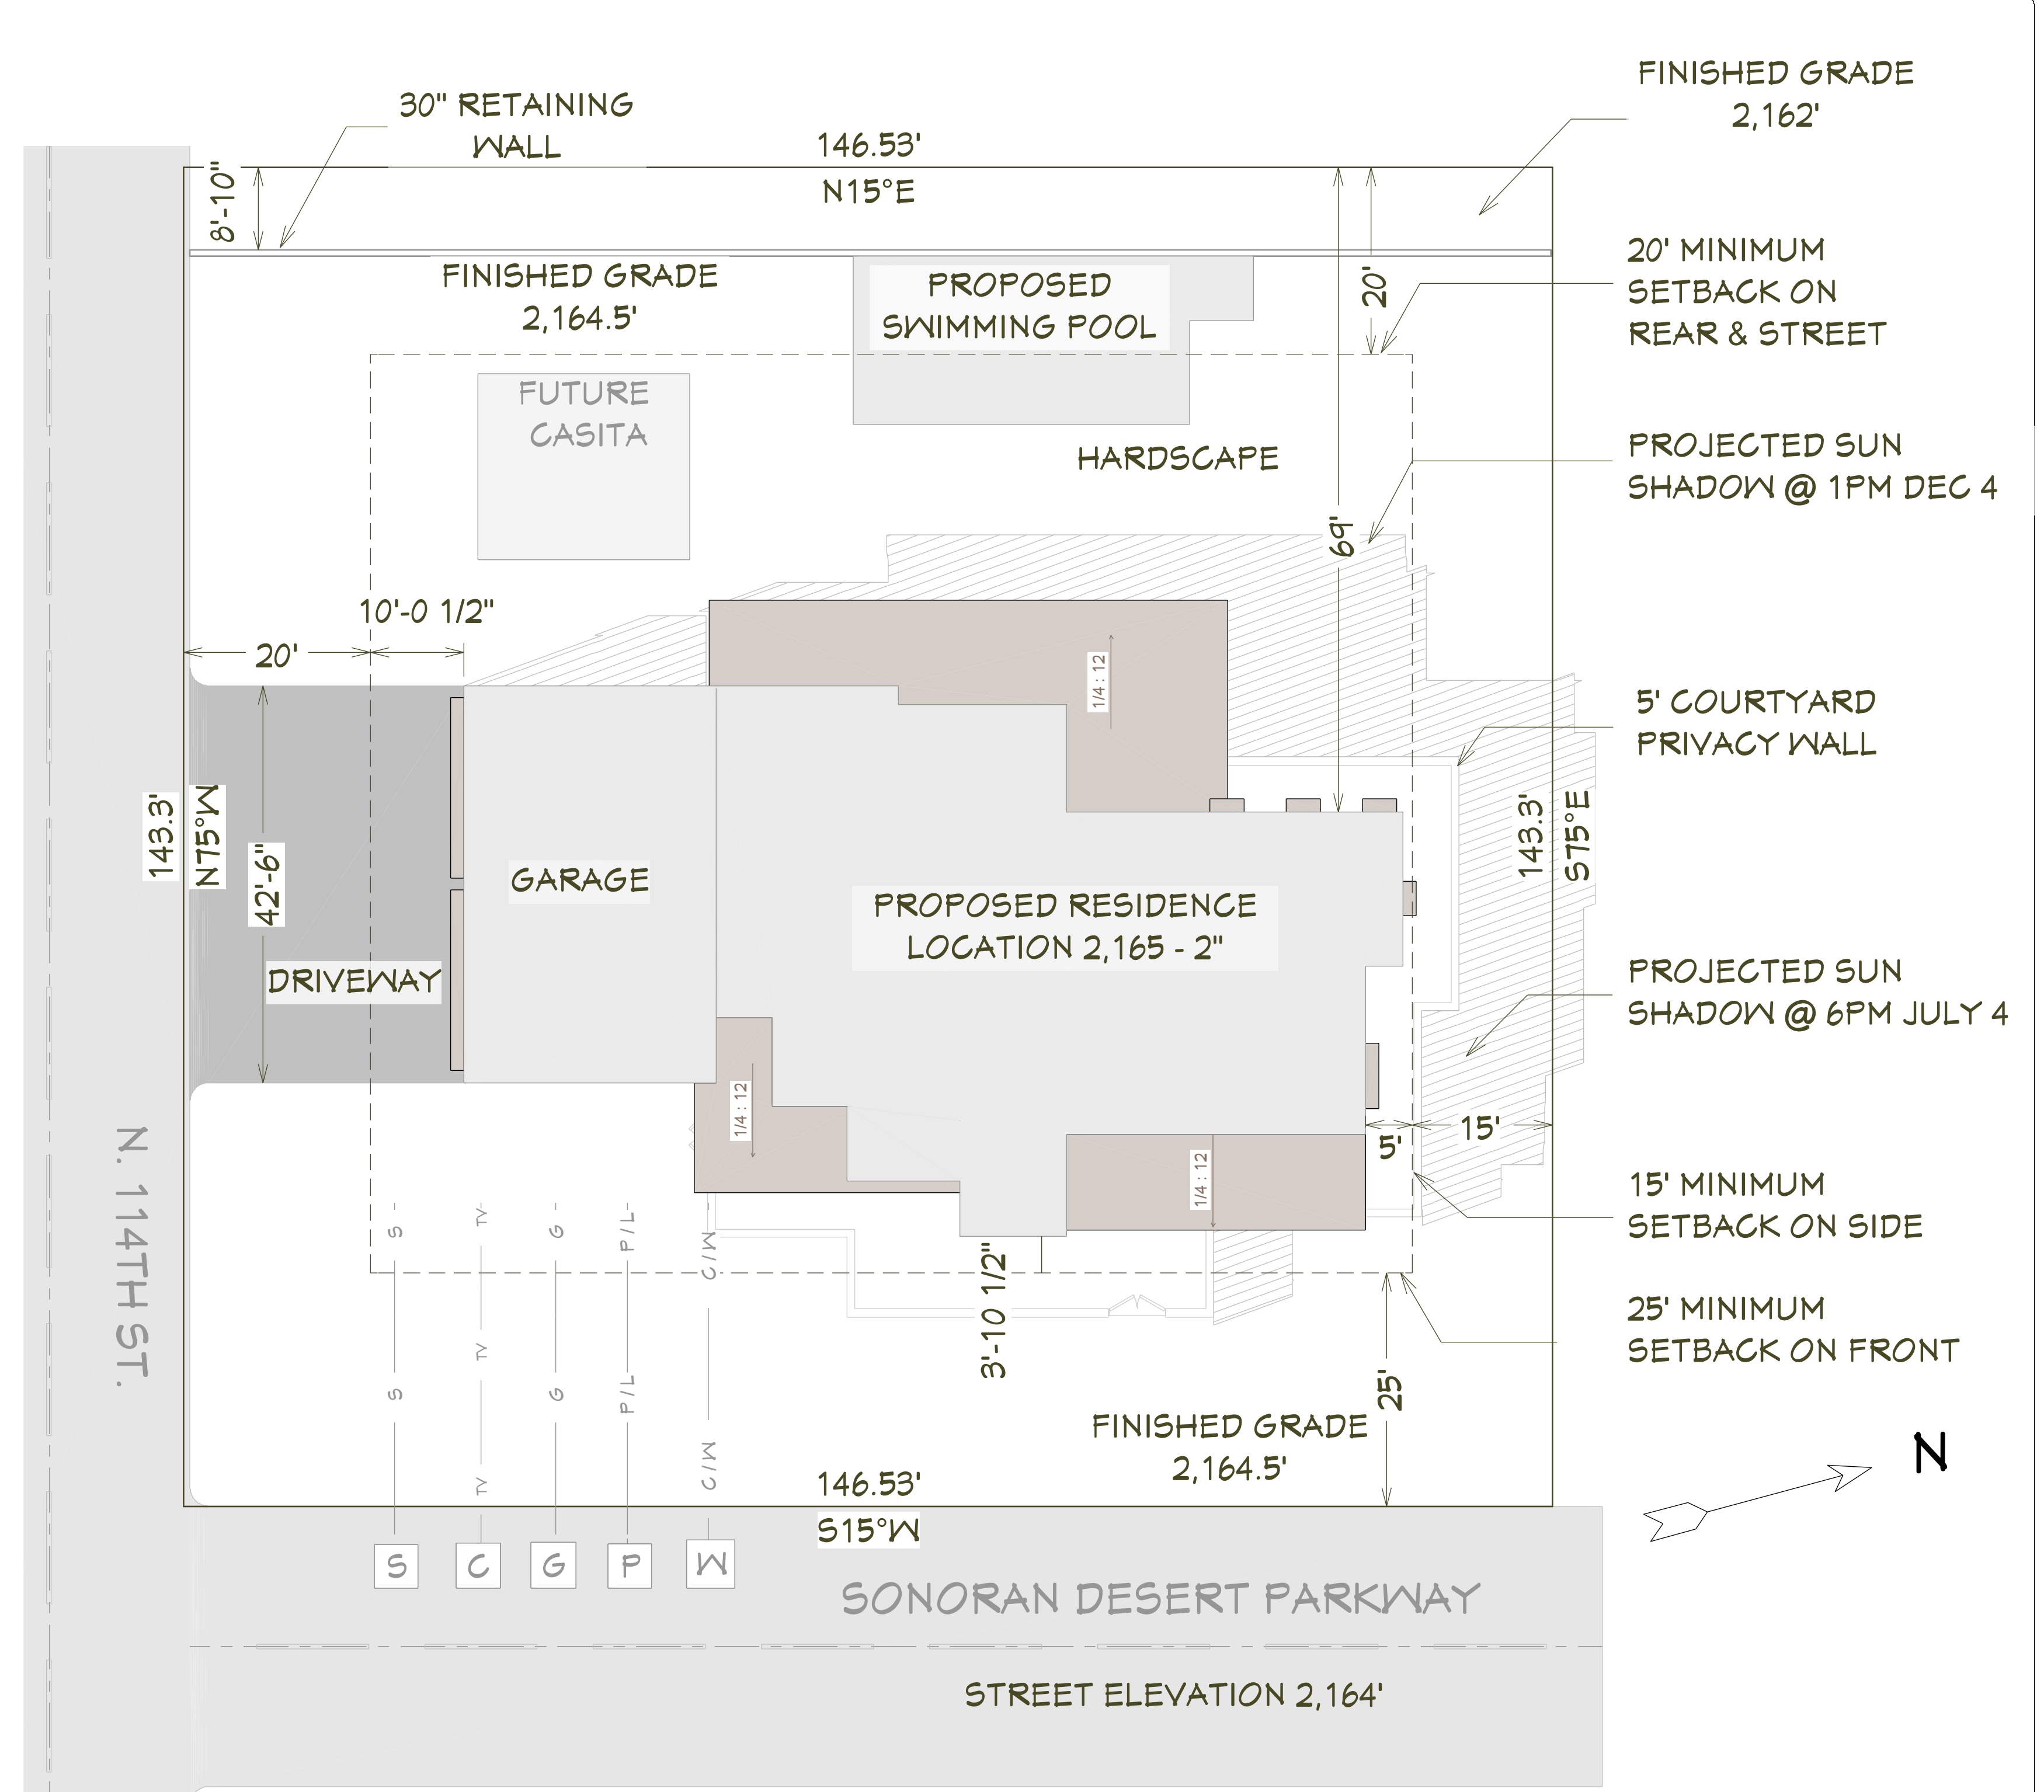 30" RETAINING
WALL
146.53'
N15°E
FINISHED GRADE
2,162'
8'-10"
FINISHED GRADE
2,164.5'
PROPOSED
SWIMMING POOL
20'
20' MINIMUM
SETBACK ON
REAR & STREET
FUTURE
CASITA
HARDSCAPE
PROJECTED SUN
SHADOW @ 1PM DEC 4
69'
10'-0 1/2"
20'
1/4 : 12
5' COURTYARD
PRIVACY WALL
143.3'
N75°W
42'-6"
GARAGE
PROPOSED RESIDENCE
LOCATION 2,165 - 2"
143.3'
S75°E
DRIVEWAY
PROJECTED SUN
SHADOW @ 6PM JULY 4
1/4 : 12
1/4 : 12
5'
15'
15' MINIMUM
SETBACK ON SIDE
N. 114TH ST.
S
TV
G
P/L
C/W
3'-10 1/2"
25' MINIMUM
SETBACK ON FRONT
TV
S
G
P/L
25'
FINISHED GRADE
2,164.5'
C/W
TV
146.53'
S15°W
N
S
C
G
P
W
SONORAN DESERT PARKWAY
STREET ELEVATION 2,164'